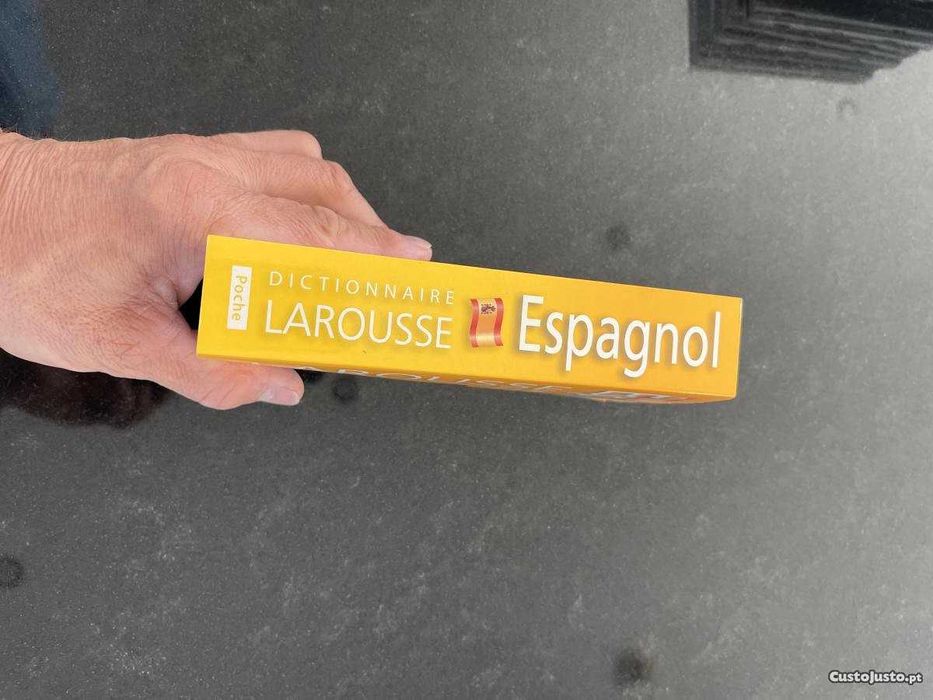 Poche
DICTIONNAIRE
LAROUSSE
Espagnol
CustoJusto.pt